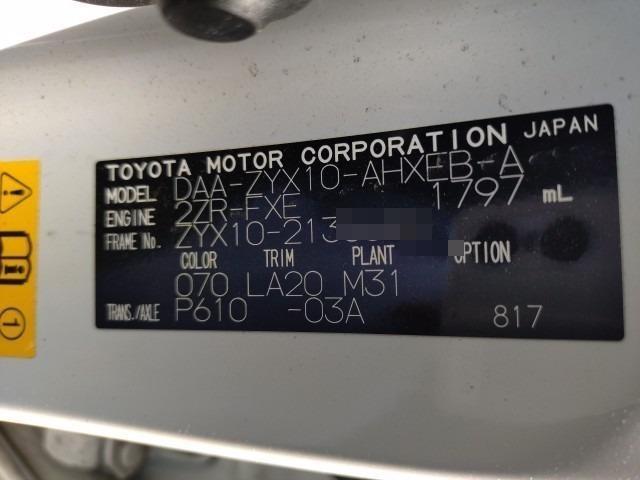 TOYOTA MOTOR CORPORATION JAPAN
MODEL DAA-ZYX10-AHXEB-A
ENGINE 2ZR-FXE 1797 mL
FRAME No. ZYX10-213
COLOR TRIM PLANT OPTION
070 LA20 M31
TRANS./AXLE P610 -03A 817
1